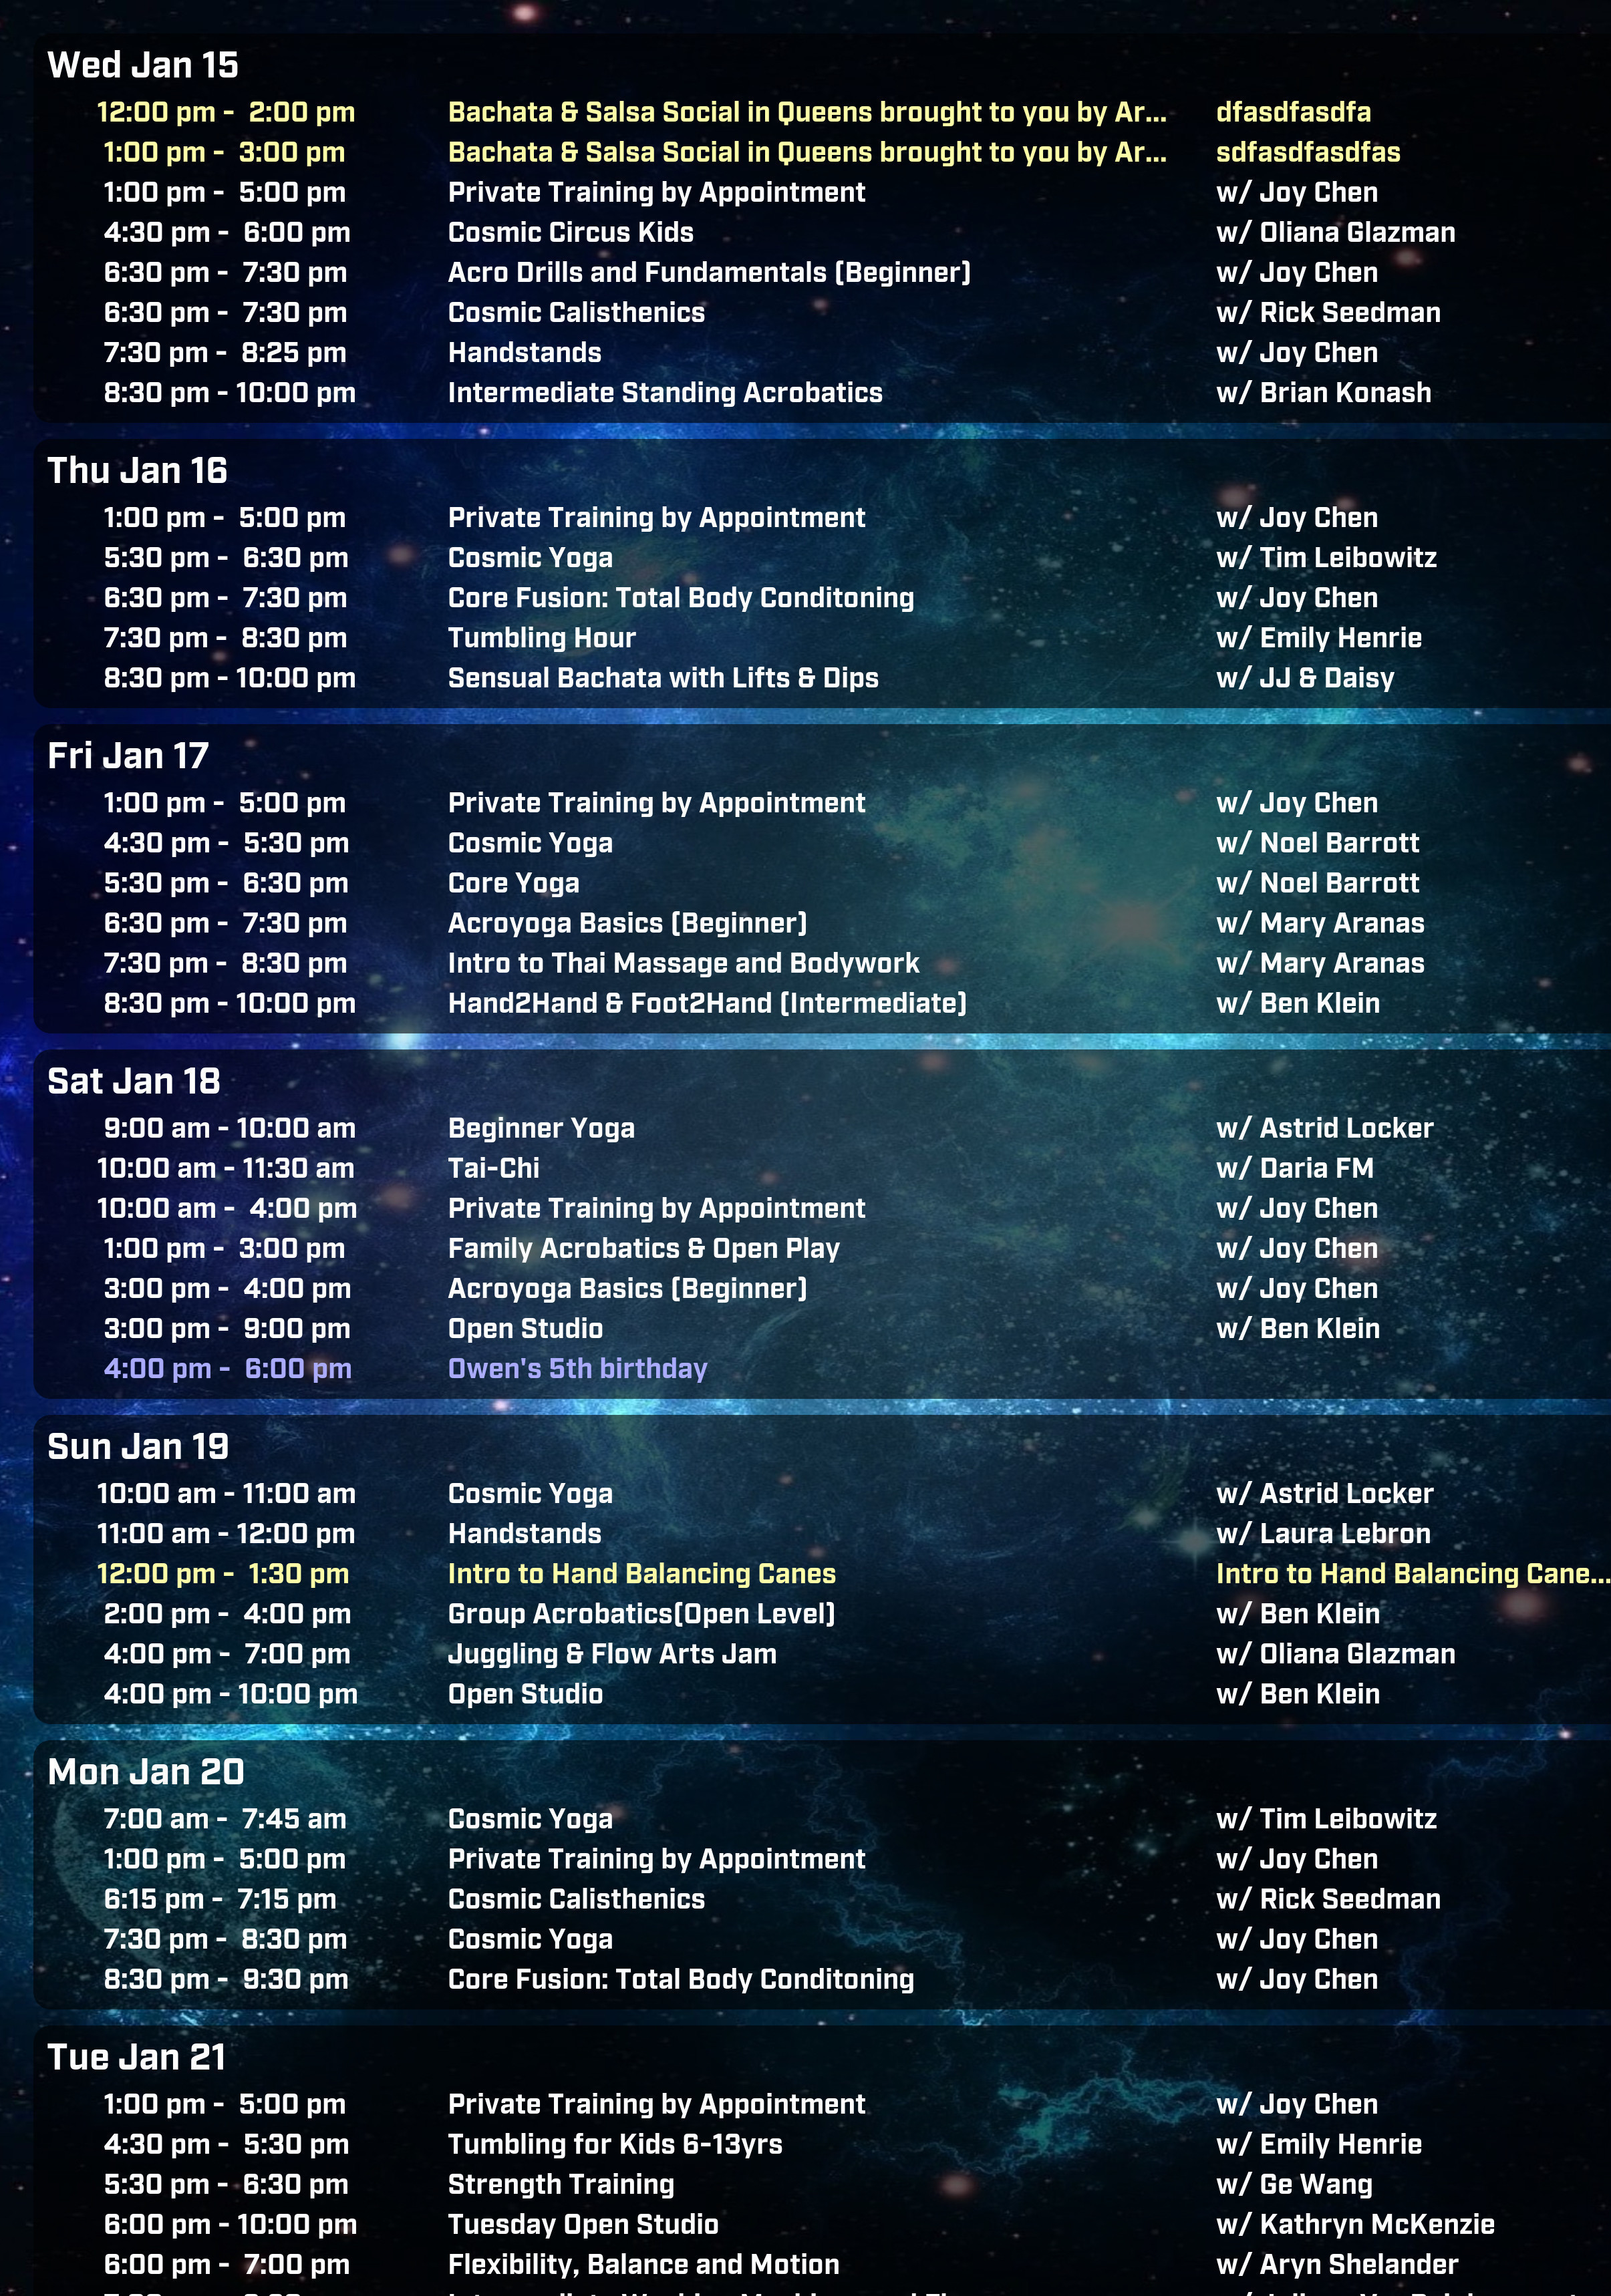 Wed Jan 15
12:00 pm - 2:00 pm Bachata & Salsa Social in Queens brought to you by Ar... dfasdfasdfa
1:00 pm - 3:00 pm Bachata & Salsa Social in Queens brought to you by Ar... sdfasdfasdfas
1:00 pm - 5:00 pm Private Training by Appointment w/ Joy Chen
4:30 pm - 6:00 pm Cosmic Circus Kids w/ Oliana Glazman
6:30 pm - 7:30 pm Acro Drills and Fundamentals (Beginner) w/ Joy Chen
6:30 pm - 7:30 pm Cosmic Calisthenics w/ Rick Seedman
7:30 pm - 8:25 pm Handstands w/ Joy Chen
8:30 pm - 10:00 pm Intermediate Standing Acrobatics w/ Brian Konash
Thu Jan 16
1:00 pm - 5:00 pm Private Training by Appointment w/ Joy Chen
5:30 pm - 6:30 pm Cosmic Yoga w/ Tim Leibowitz
6:30 pm - 7:30 pm Core Fusion: Total Body Conditoning w/ Joy Chen
7:30 pm - 8:30 pm Tumbling Hour w/ Emily Henrie
8:30 pm - 10:00 pm Sensual Bachata with Lifts & Dips w/ JJ & Daisy
Fri Jan 17
1:00 pm - 5:00 pm Private Training by Appointment w/ Joy Chen
4:30 pm - 5:30 pm Cosmic Yoga w/ Noel Barrott
5:30 pm - 6:30 pm Core Yoga w/ Noel Barrott
6:30 pm - 7:30 pm Acroyoga Basics (Beginner) w/ Mary Aranas
7:30 pm - 8:30 pm Intro to Thai Massage and Bodywork w/ Mary Aranas
8:30 pm - 10:00 pm Hand2Hand & Foot2Hand (Intermediate) w/ Ben Klein
Sat Jan 18
9:00 am - 10:00 am Beginner Yoga w/ Astrid Locker
10:00 am - 11:30 am Tai-Chi w/ Daria FM
10:00 am - 4:00 pm Private Training by Appointment w/ Joy Chen
1:00 pm - 3:00 pm Family Acrobatics & Open Play w/ Joy Chen
3:00 pm - 4:00 pm Acroyoga Basics (Beginner) w/ Joy Chen
3:00 pm - 9:00 pm Open Studio w/ Ben Klein
4:00 pm - 6:00 pm Owen's 5th birthday
Sun Jan 19
10:00 am - 11:00 am Cosmic Yoga w/ Astrid Locker
11:00 am - 12:00 pm Handstands w/ Laura Lebron
12:00 pm - 1:30 pm Intro to Hand Balancing Canes Intro to Hand Balancing Cane...
2:00 pm - 4:00 pm Group Acrobatics(Open Level) w/ Ben Klein
4:00 pm - 7:00 pm Juggling & Flow Arts Jam w/ Oliana Glazman
4:00 pm - 10:00 pm Open Studio w/ Ben Klein
Mon Jan 20
7:00 am - 7:45 am Cosmic Yoga w/ Tim Leibowitz
1:00 pm - 5:00 pm Private Training by Appointment w/ Joy Chen
6:15 pm - 7:15 pm Cosmic Calisthenics w/ Rick Seedman
7:30 pm - 8:30 pm Cosmic Yoga w/ Joy Chen
8:30 pm - 9:30 pm Core Fusion: Total Body Conditoning w/ Joy Chen
Tue Jan 21
1:00 pm - 5:00 pm Private Training by Appointment w/ Joy Chen
4:30 pm - 5:30 pm Tumbling for Kids 6-13yrs w/ Emily Henrie
5:30 pm - 6:30 pm Strength Training w/ Ge Wang
6:00 pm - 10:00 pm Tuesday Open Studio w/ Kathryn McKenzie
6:00 pm - 7:00 pm Flexibility, Balance and Motion w/ Aryn Shelander